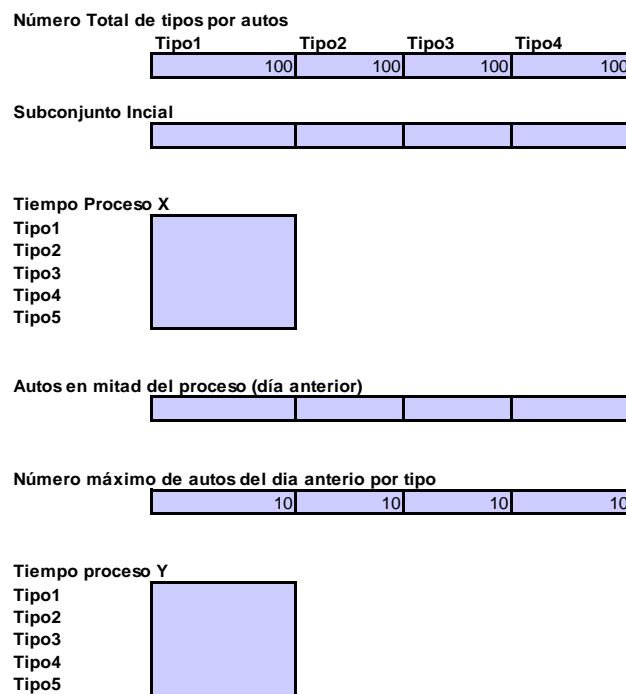 Número Total de tipos por autos
Tipo1 Tipo2 Tipo3 Tipo4
100 100 100 100
Subconjunto Incial
Tiempo Proceso X
Tipo1
Tipo2
Tipo3
Tipo4
Tipo5
Autos en mitad del proceso (día anterior)
Número máximo de autos del dia anterio por tipo
10 10 10 10
Tiempo proceso Y
Tipo1
Tipo2
Tipo3
Tipo4
Tipo5